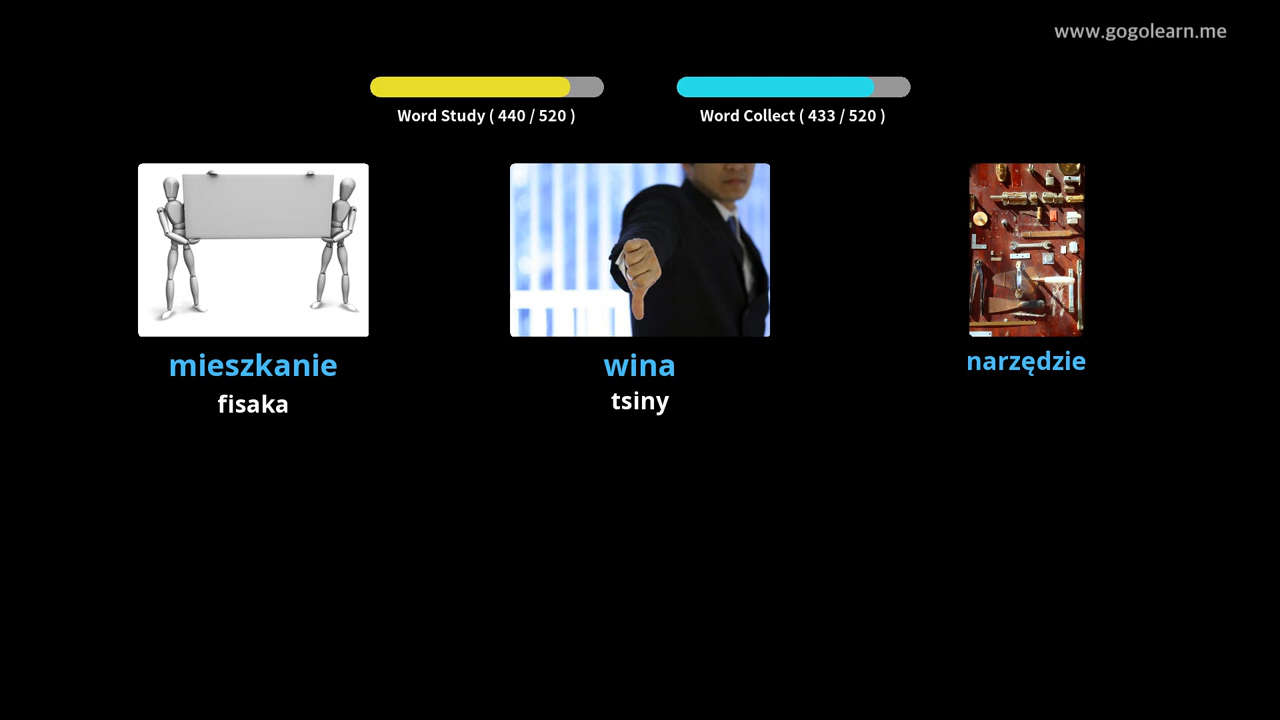 www.gogolearn.me
Word Study ( 440 / 520 )
Word Collect ( 433 / 520 )
mieszkanie
fisaka
wina
tsiny
narzędzie